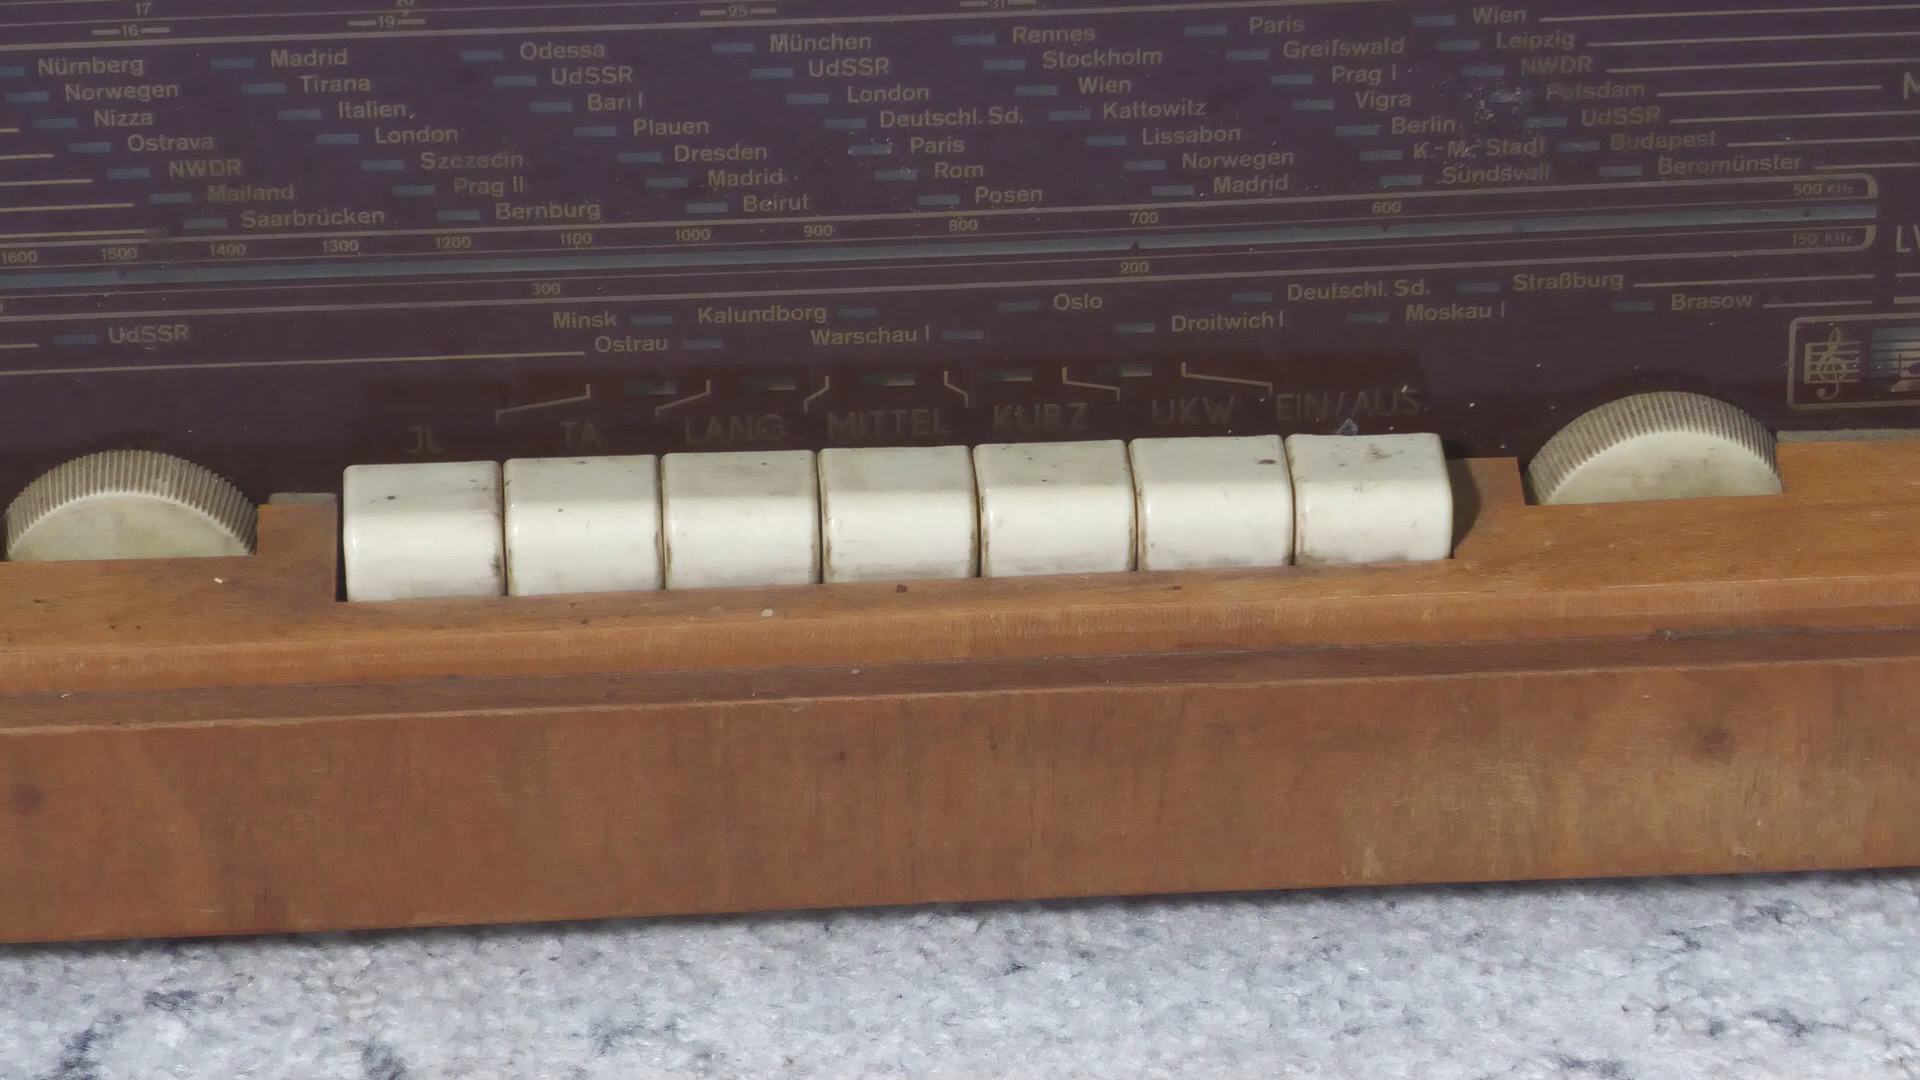 17 20 25 31
16 19
Nürnberg Madrid Odessa München Rennes Paris Wien
Norwegen Tirana UdSSR UdSSR Stockholm Greifswald Leipzig
Nizza Italien London Wien Prag I NWDR
Ostrava London Bari I Deutschl. Sd. Kattowitz Vigra Potsdam
NWDR Szczecin Plauen Paris Lissabon Berlin UdSSR
Mailand Prag II Dresden Rom Norwegen K.-M. Stadt Budapest
Saarbrücken Bernburg Madrid Posen Madrid Sundsvall Beromünster
Beirut
1600 1500 1400 1300 1200 1100 1000 900 800 700 600 500 KHz
300 200 150 KHz
UdSSR Minsk Kalundborg Oslo Deutschl. Sd. Straßburg
Ostrau Warschau I Droitwich I Moskau I Brasow
TA LANG MITTEL KURZ UKW EIN/AUS